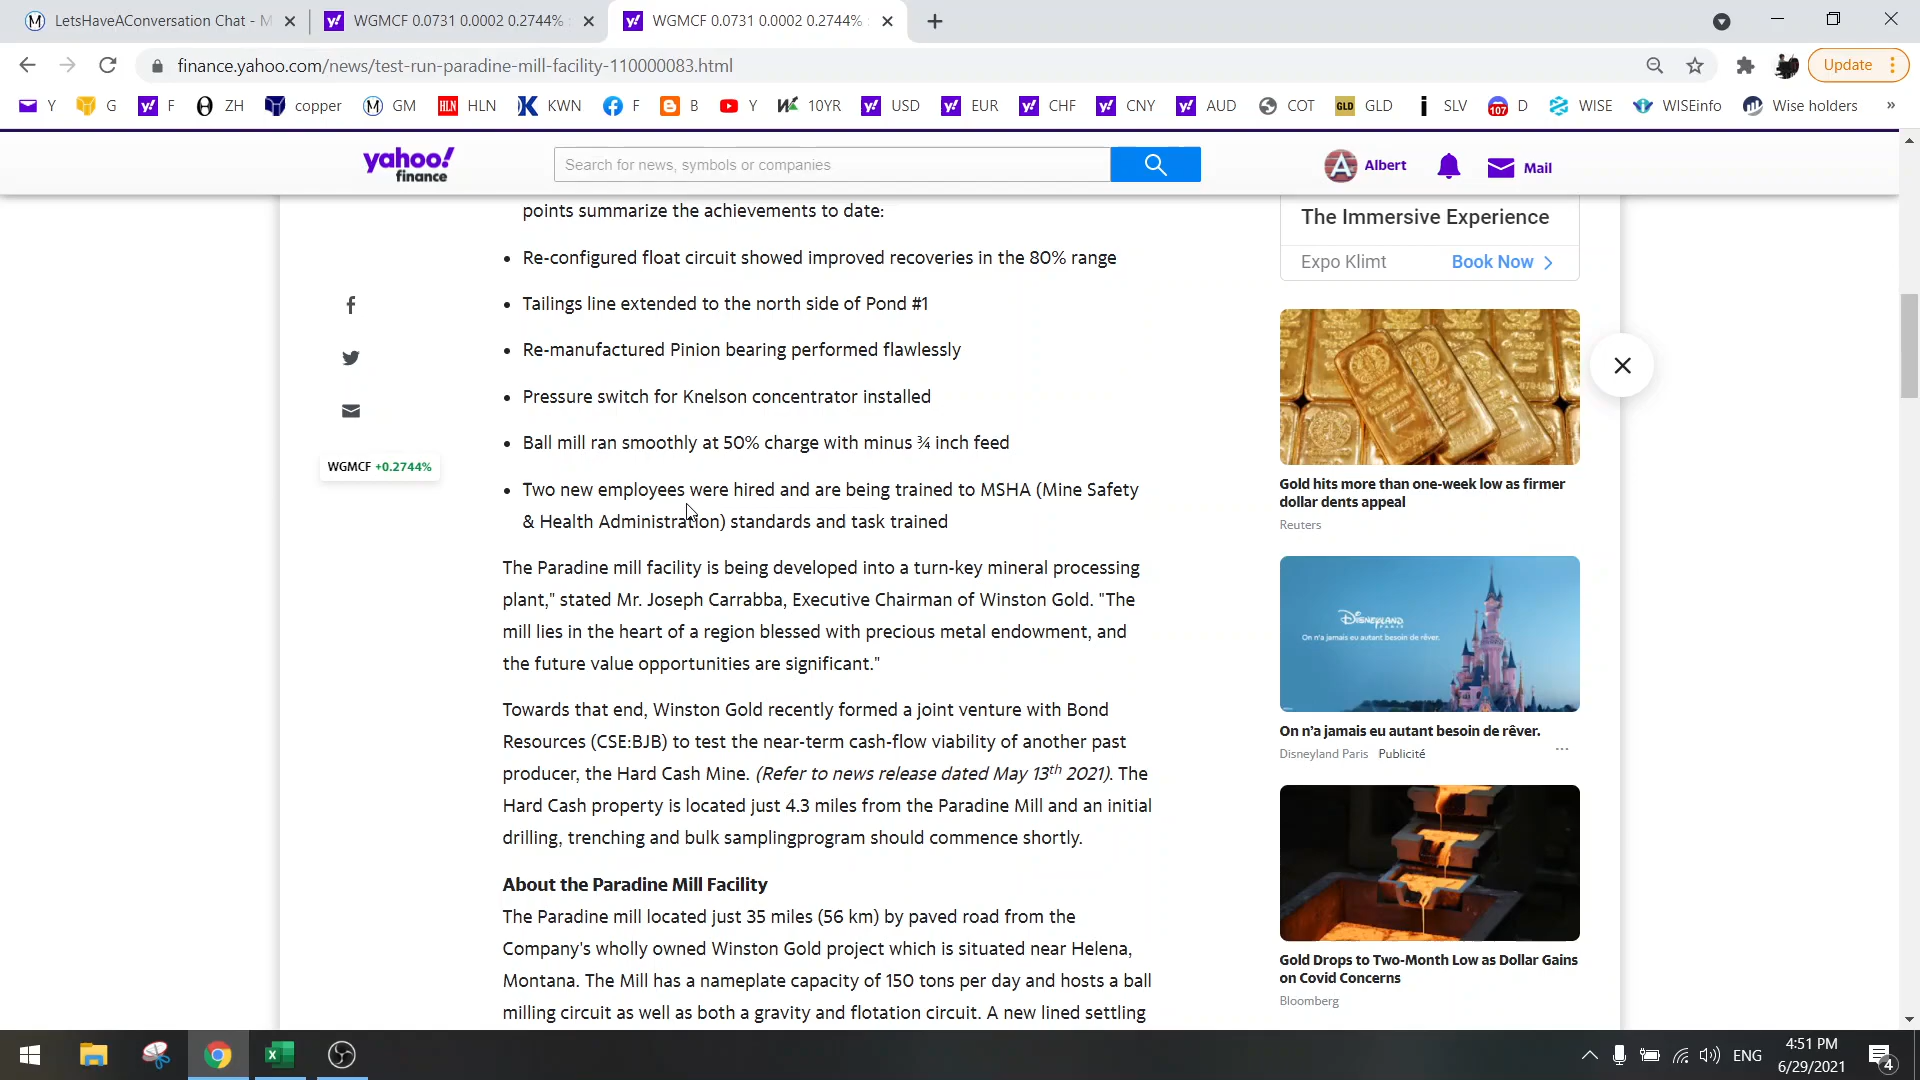 LetsHaveAConversation Chat - M
WGMCF 0.0731 0.0002 0.2744%
WGMCF 0.0731 0.0002 0.2744%
finance.yahoo.com/news/test-run-paradine-mill-facility-110000083.html
Update
Y G F ZH copper GM HLN HLN KWN F B Y 10YR USD EUR CHF CNY AUD COT GLD GLD SLV 107 D WISE WISEinfo Wise holders »
yahoo!
finance
Search for news, symbols or companies
Albert
Mail
points summarize the achievements to date:
• Re-configured float circuit showed improved recoveries in the 80% range
• Tailings line extended to the north side of Pond #1
• Re-manufactured Pinion bearing performed flawlessly
• Pressure switch for Knelson concentrator installed
• Ball mill ran smoothly at 50% charge with minus ¾ inch feed
• Two new employees were hired and are being trained to MSHA (Mine Safety
& Health Administration) standards and task trained
WGMCF +0.2744%
The Paradine mill facility is being developed into a turn-key mineral processing
plant," stated Mr. Joseph Carrabba, Executive Chairman of Winston Gold. "The
mill lies in the heart of a region blessed with precious metal endowment, and
the future value opportunities are significant."
Towards that end, Winston Gold recently formed a joint venture with Bond
Resources (CSE:BJB) to test the near-term cash-flow viability of another past
producer, the Hard Cash Mine. (Refer to news release dated May 13th 2021). The
Hard Cash property is located just 4.3 miles from the Paradine Mill and an initial
drilling, trenching and bulk samplingprogram should commence shortly.
About the Paradine Mill Facility
The Paradine mill located just 35 miles (56 km) by paved road from the
Company's wholly owned Winston Gold project which is situated near Helena,
Montana. The Mill has a nameplate capacity of 150 tons per day and hosts a ball
milling circuit as well as both a gravity and flotation circuit. A new lined settling
The Immersive Experience
Expo Klimt
Book Now
Gold hits more than one-week low as firmer
dollar dents appeal
Reuters
Disneyland
PARIS
On n'a jamais eu autant besoin de rêver.
On n'a jamais eu autant besoin de rêver.
Disneyland Paris Publicité
...
Gold Drops to Two-Month Low as Dollar Gains
on Covid Concerns
Bloomberg
ENG
4:51 PM
6/29/2021
4